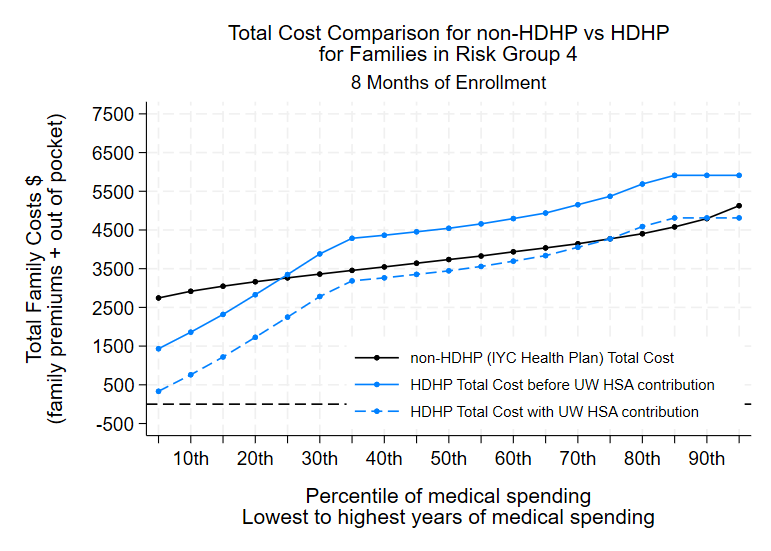 Total Cost Comparison for non-HDHP vs HDHP
for Families in Risk Group 4
8 Months of Enrollment
Total Family Costs $
(family premiums + out of pocket)
7500
6500
5500
4500
3500
2500
1500
500
-500
non-HDHP (IYC Health Plan) Total Cost
HDHP Total Cost before UW HSA contribution
HDHP Total Cost with UW HSA contribution
10th 20th 30th 40th 50th 60th 70th 80th 90th
Percentile of medical spending
Lowest to highest years of medical spending